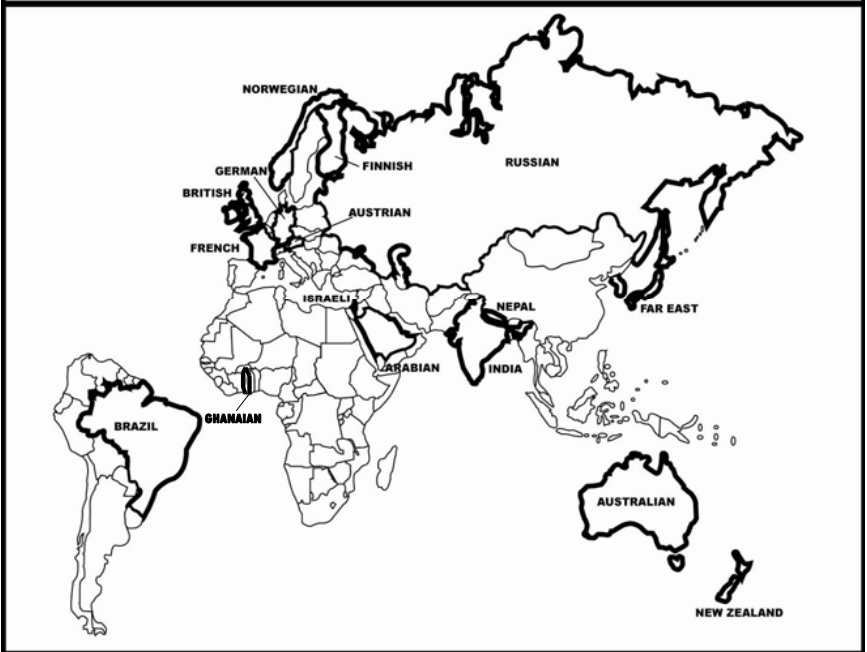 NORWEGIAN
FINNISH
RUSSIAN
GERMAN
BRITISH
AUSTRIAN
FRENCH
ISRAELI
NEPAL
FAR EAST
ARABIAN
INDIA
GHANAIAN
BRAZIL
AUSTRALIAN
NEW ZEALAND